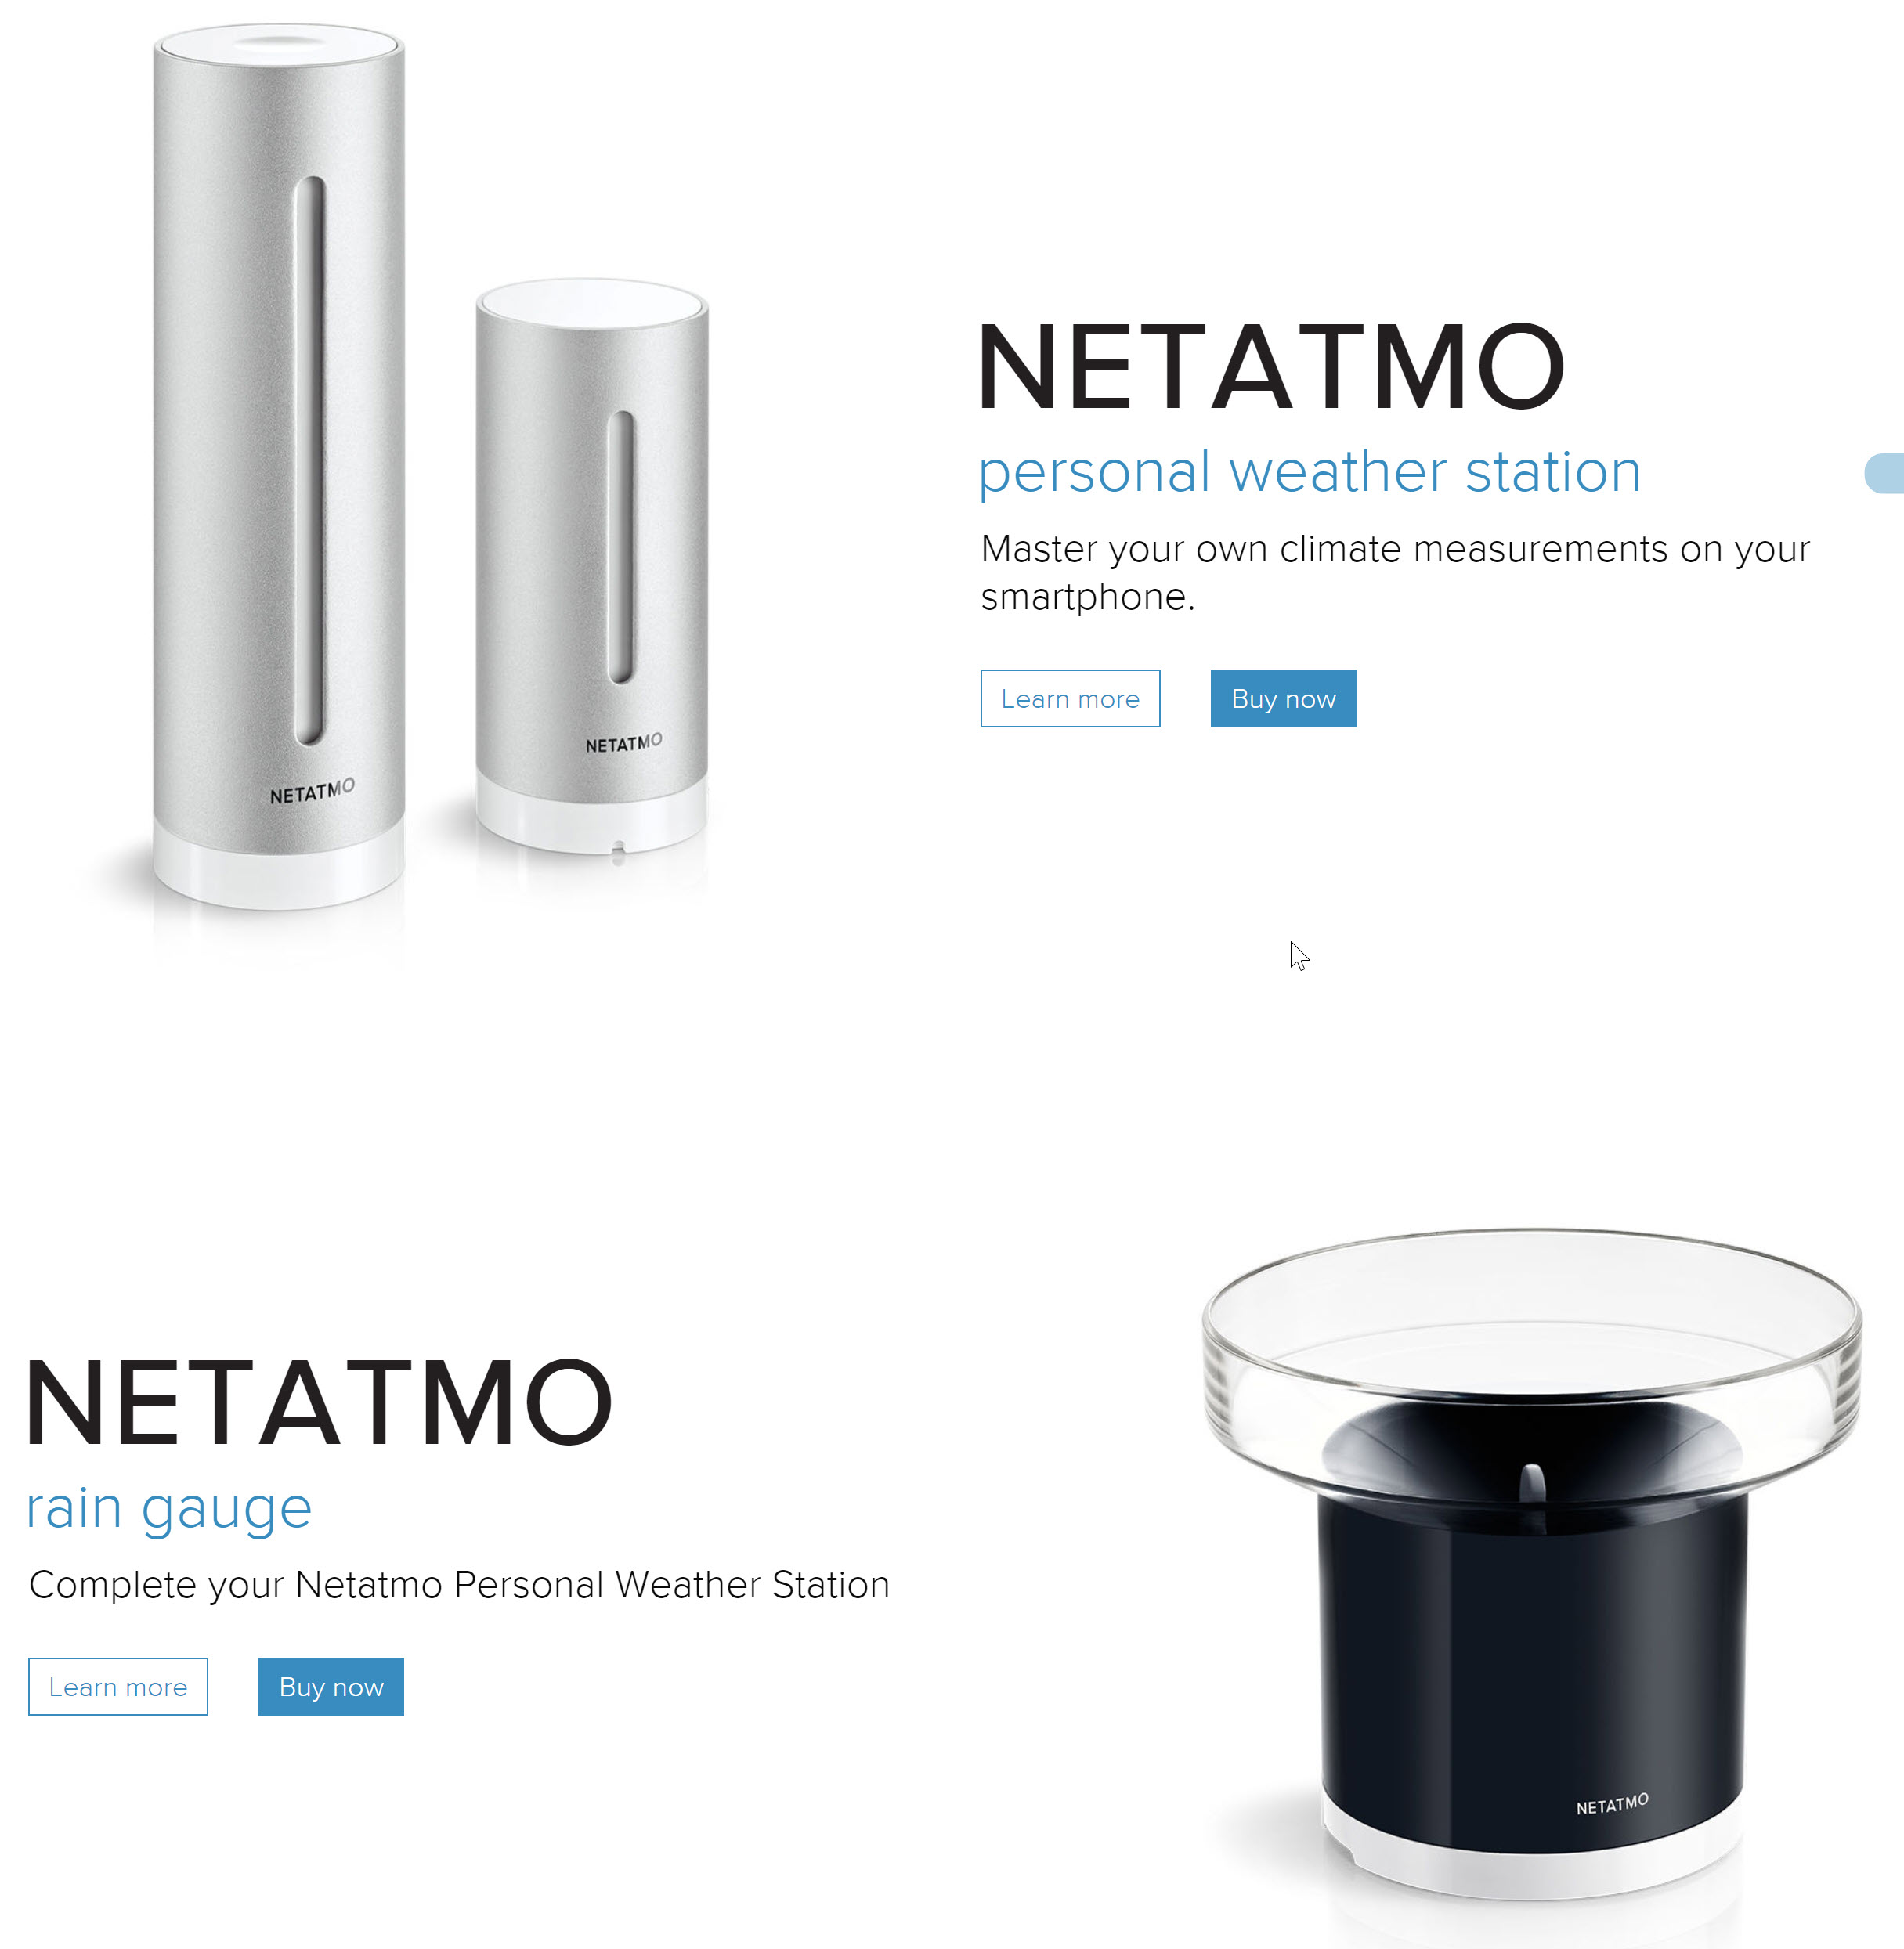 NETATMO
personal weather station
Master your own climate measurements on your
smartphone.
Learn more
Buy now
NETATMO
NETATMO
NETATMO
rain gauge
Complete your Netatmo Personal Weather Station
Learn more
Buy now
NETATMO